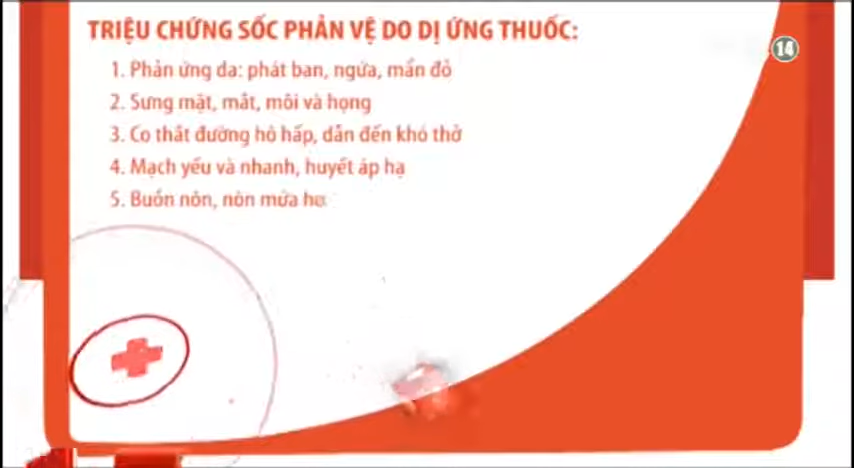 TRIỆU CHỨNG SỐC PHẢN VỆ DO DỊ ỨNG THUỐC:
14
1. Phản ứng da: phát ban, ngứa, mẩn đỏ
2. Sưng mặt, mắt, môi và họng
3. Co thắt đường hô hấp, dẫn đến khó thở
4. Mạch yếu và nhanh, huyết áp hạ
5. Buồn nôn, nôn mửa